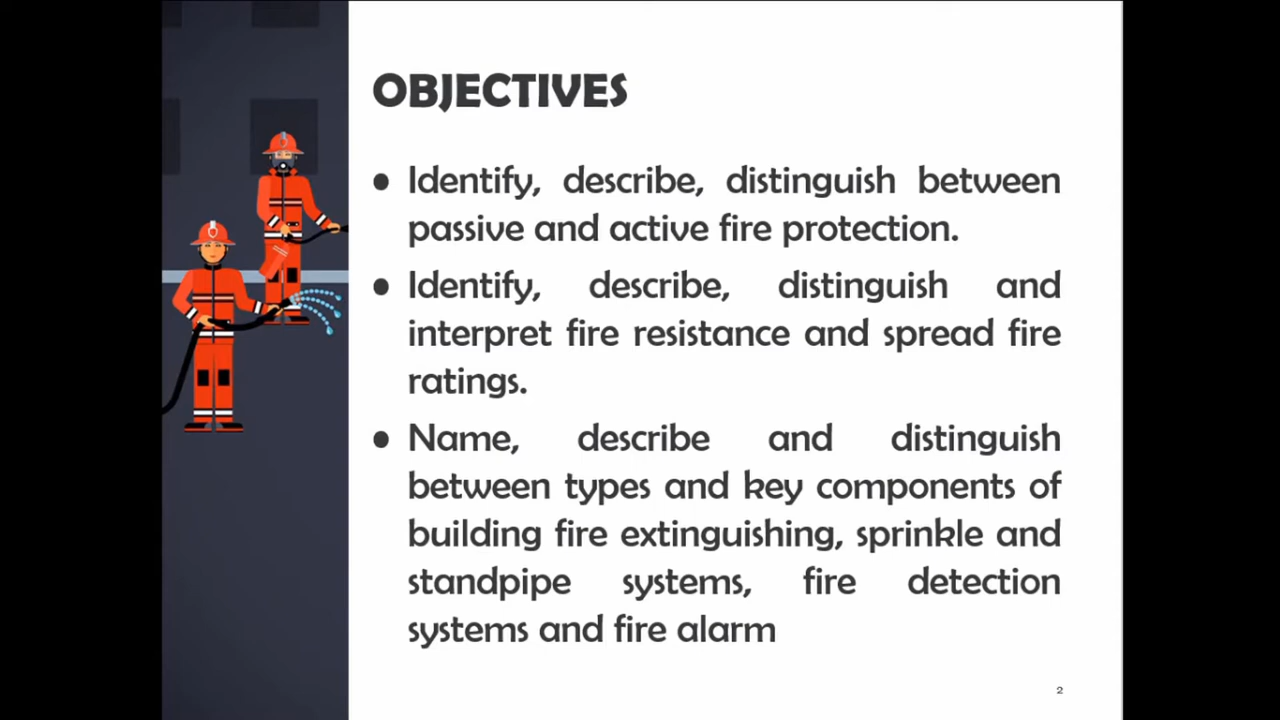 OBJECTIVES
• Identify, describe, distinguish between
passive and active fire protection.
• Identify, describe, distinguish and
interpret fire resistance and spread fire
ratings.
• Name, describe and distinguish
between types and key components of
building fire extinguishing, sprinkle and
standpipe systems, fire detection
systems and fire alarm
2